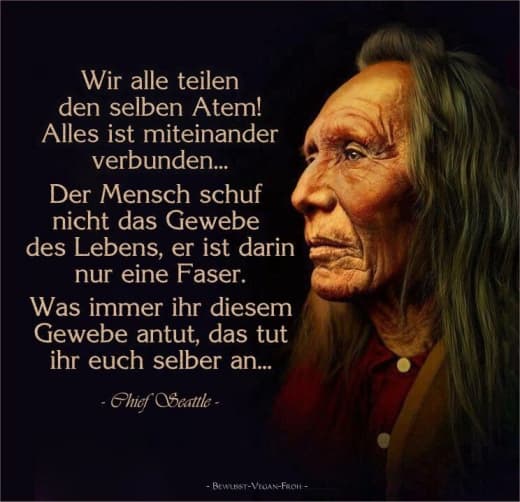 Wir alle teilen
den selben Atem!
Alles ist miteinander
verbunden...
Der Mensch schuf
nicht das Gewebe
des Lebens, er ist darin
nur eine Faser.
Was immer ihr diesem
Gewebe antut, das tut
ihr euch selber an...
- Chief Seattle -
- Bewusst-Vegan-Froh -